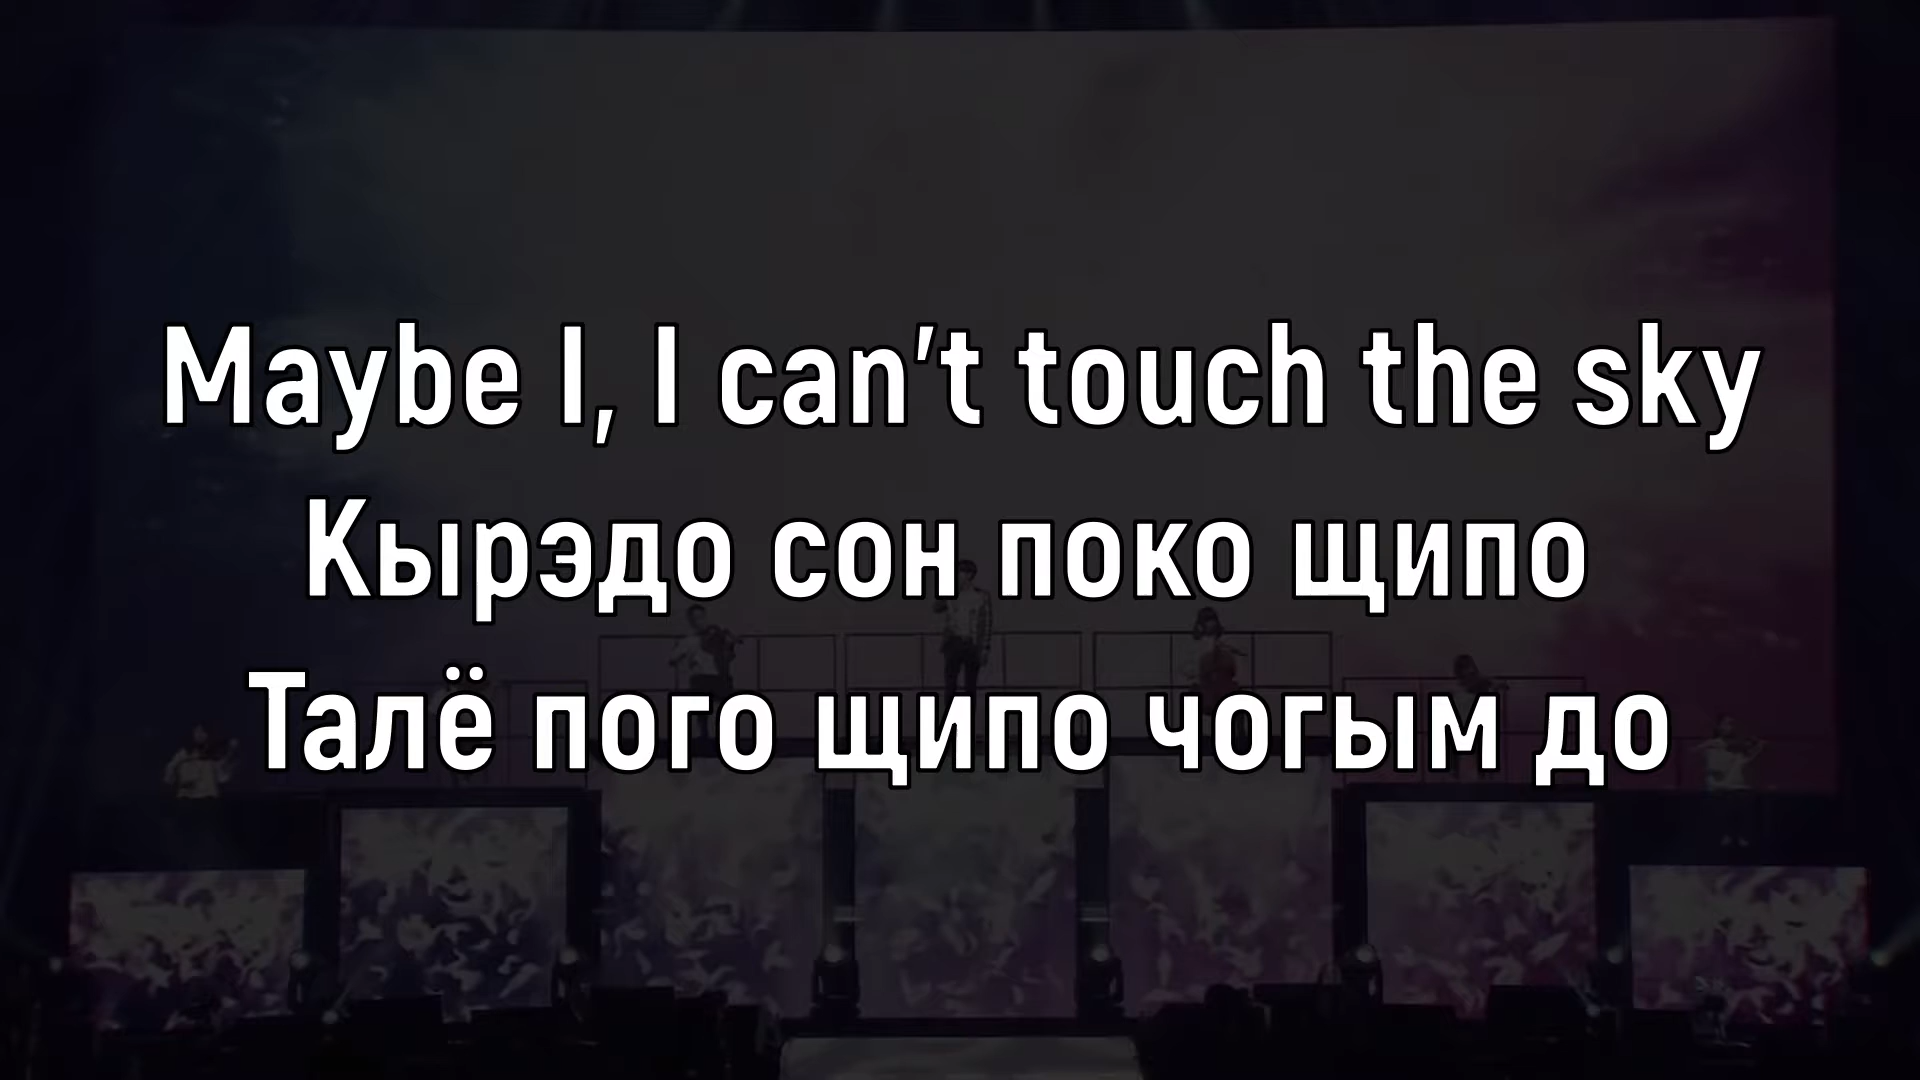 Maybe I, I can't touch the sky
Кырэдо сон поко щипо
Талё пого щипо чогым до